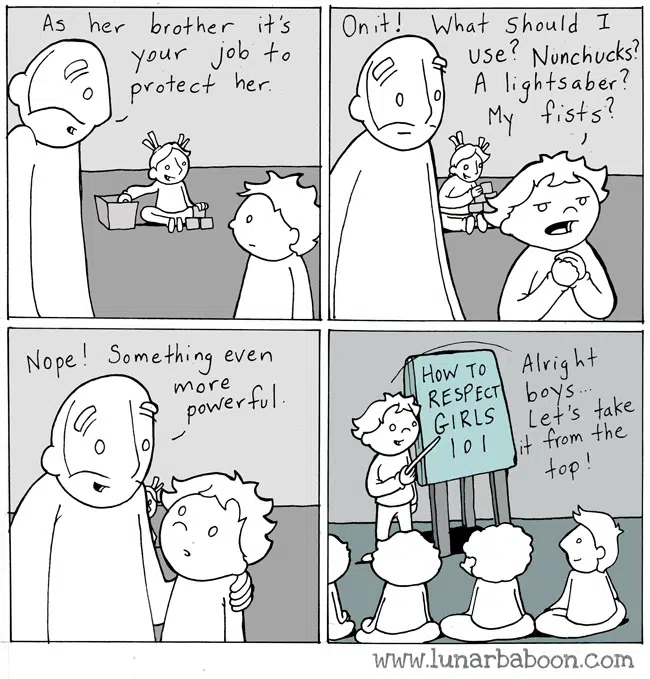 As her brother it's
your job to
protect her.
On it! What should I
use? Nunchucks?
A lightsaber?
My fists?
Nope! Something even
more
powerful.
HOW TO
RESPECT
GIRLS
101
Alright
boys...
Let's take
it from the
top!
www.lunarbaboon.com